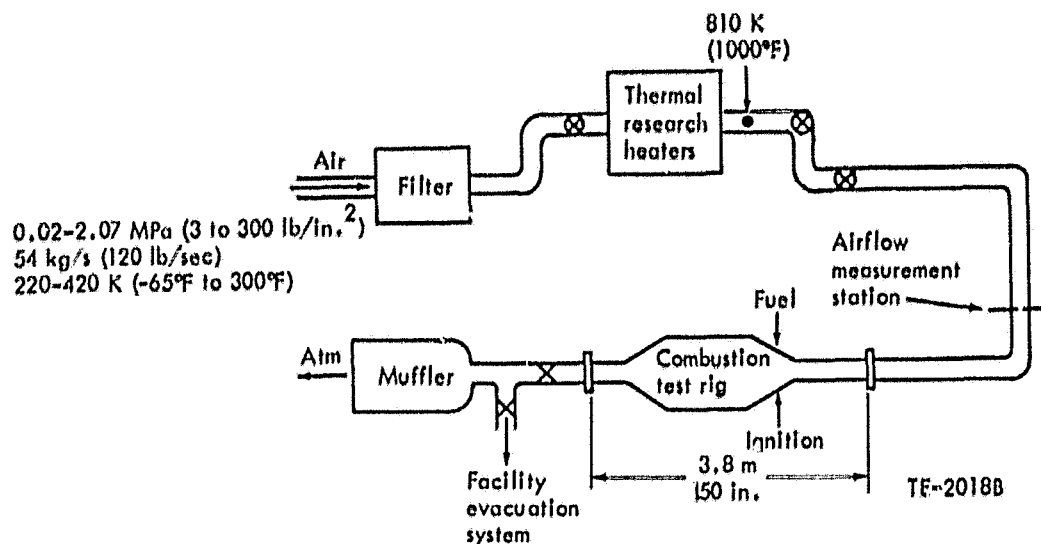 810 K
(1000°F)
Thermal
research
heaters
Air
Filter
0.02-2.07 MPa (3 to 300 lb/in.²)
54 kg/s (120 lb/sec)
220-420 K (-65°F to 300°F)
Airflow
measurement
station
Fuel
Atm
Muffler
Combustion
test rig
Ignition
3.8 m
150 in.
Facility
evacuation
system
TE-2018B